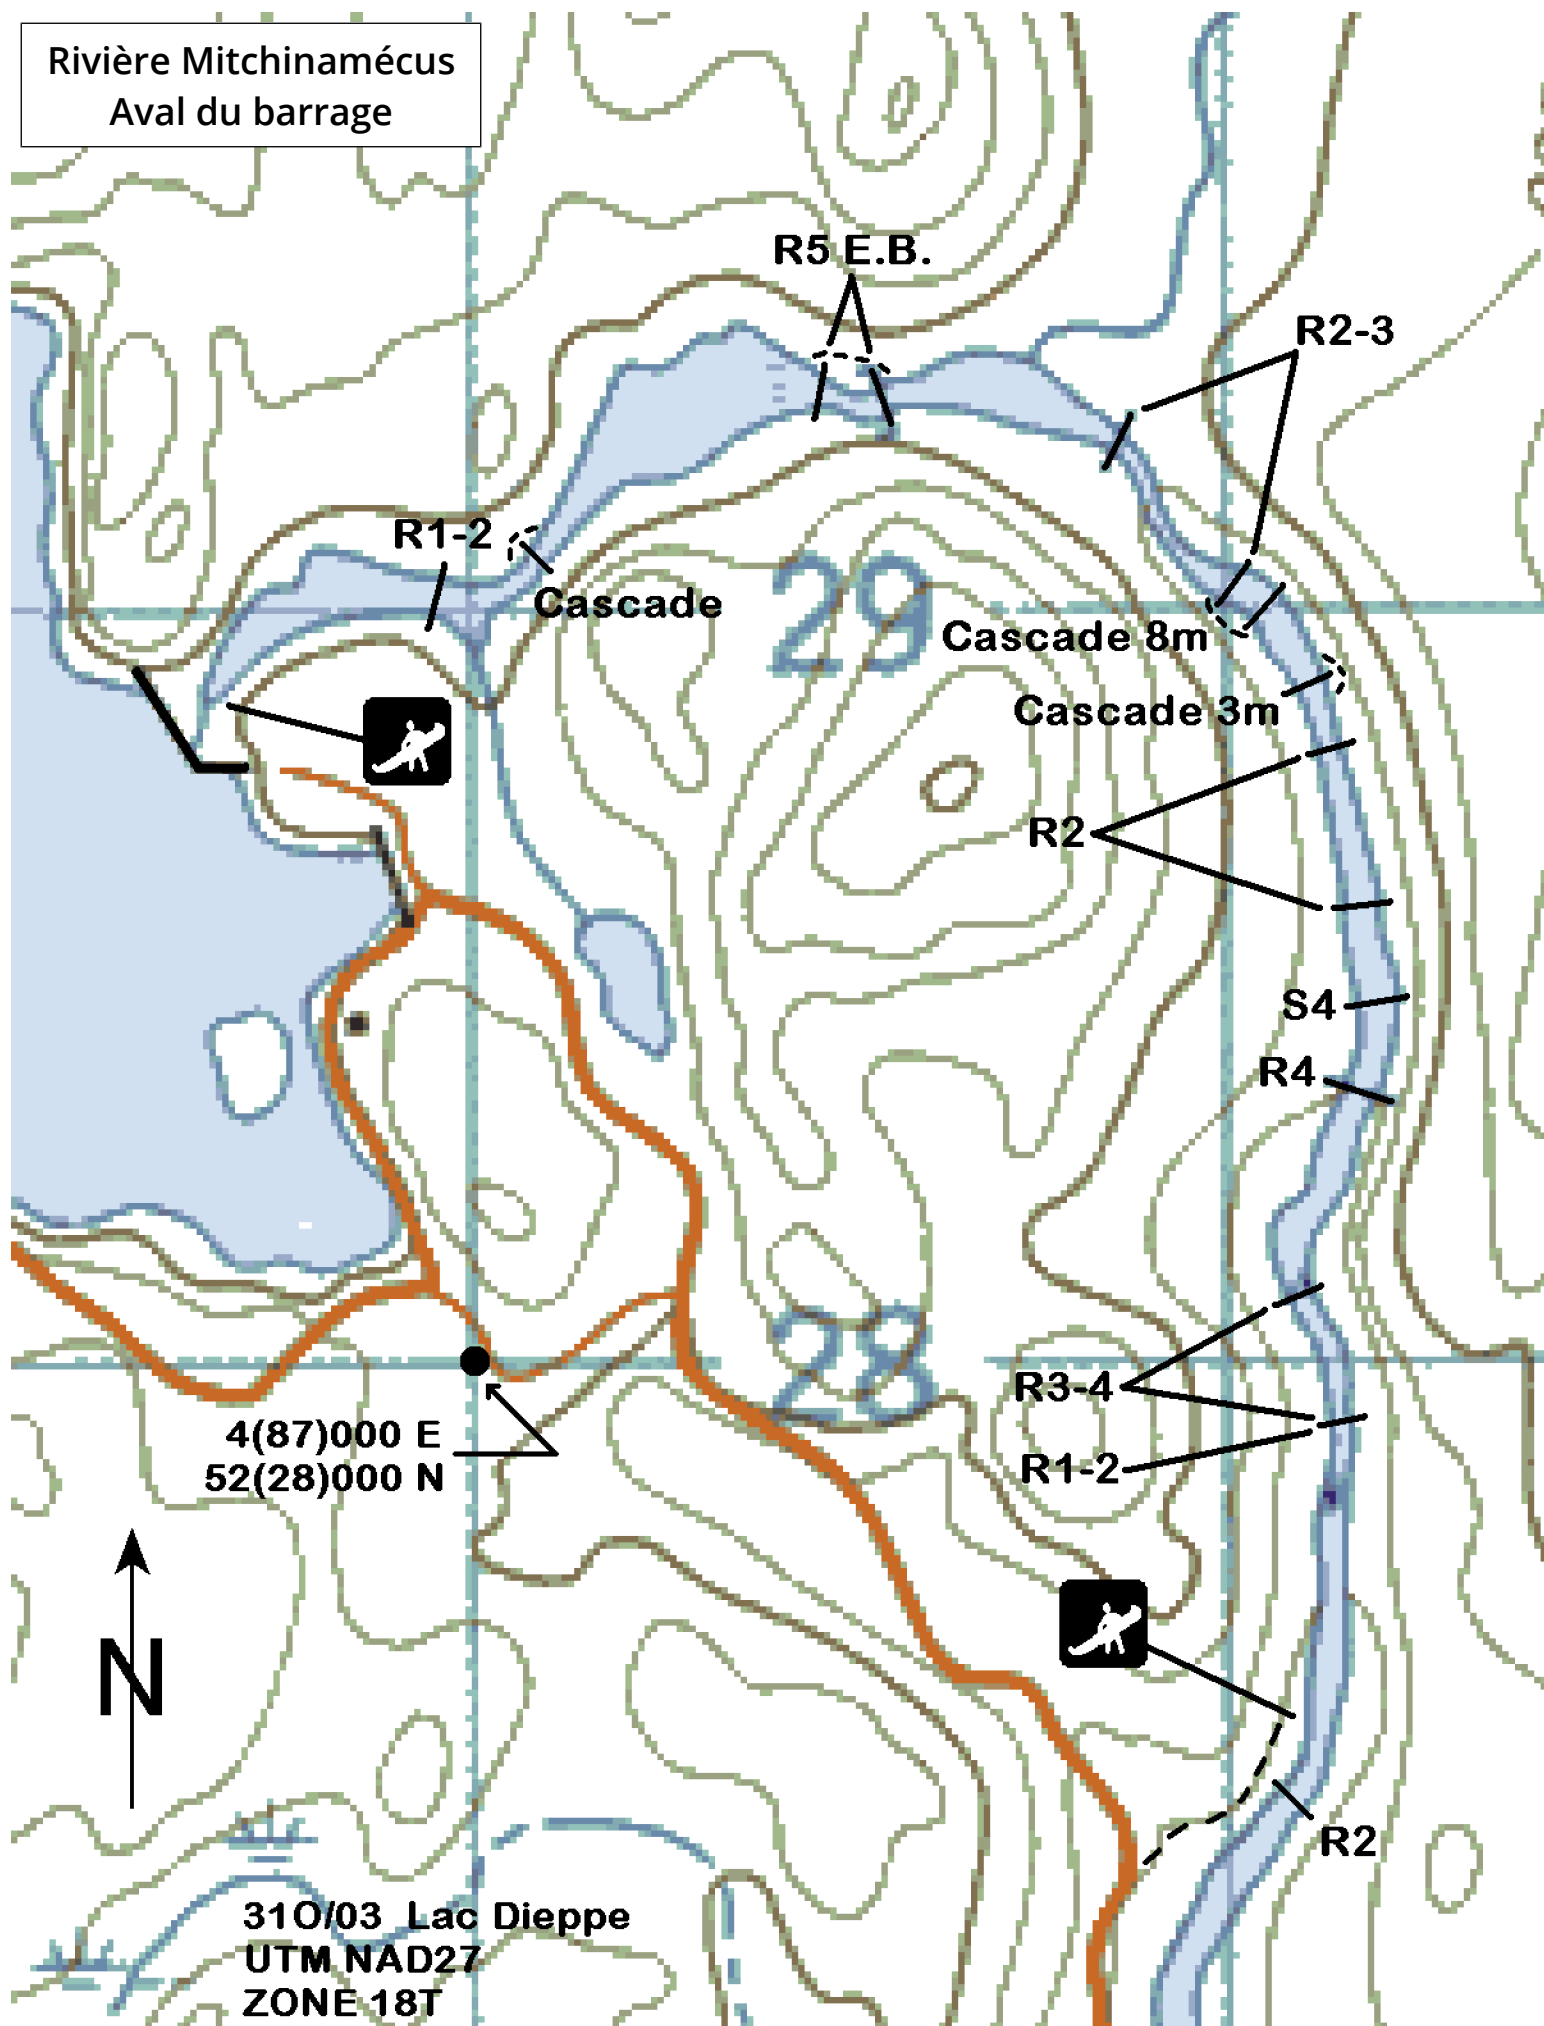 Rivière Mitchinamécus
Aval du barrage
R5 E.B.
R2-3
R1-2
Cascade
29
Cascade 8m
Cascade 3m
R2
S4
R4
28
R3-4
4(87)000 E
52(28)000 N
R1-2
N
R2
31O/03 Lac Dieppe
UTM NAD27
ZONE 18T